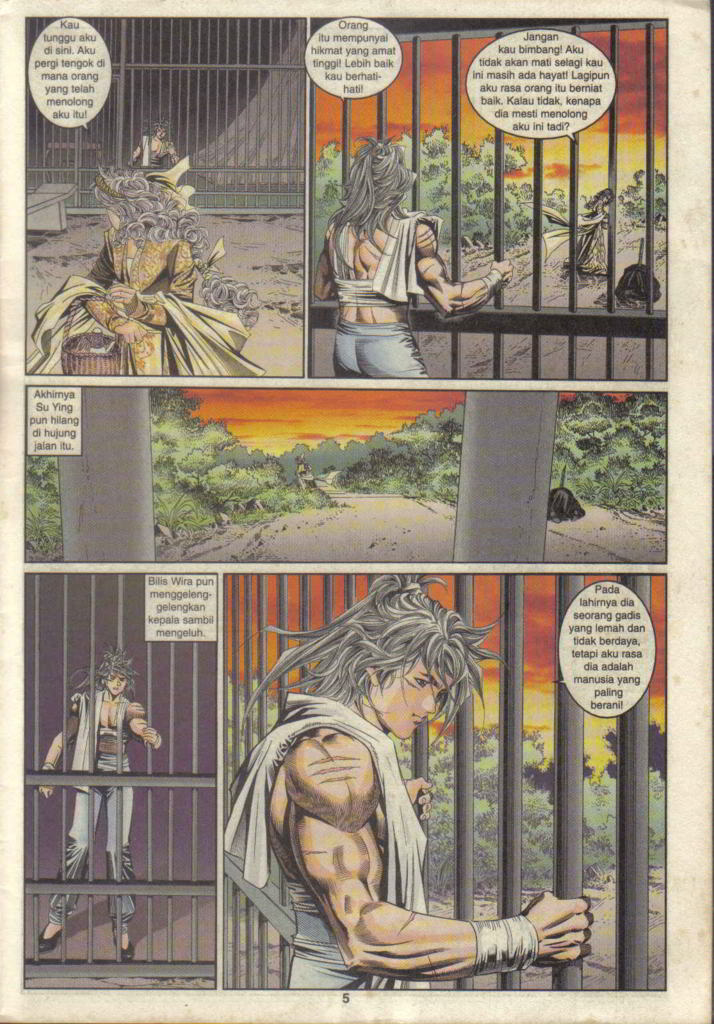 Kau
tunggu aku
di sini. Aku
pergi tengok di
mana orang
yang telah
menolong
aku itu!
Orang
itu mempunyai
hikmat yang amat
tinggi! Lebih baik
kau berhati-
hati!
Jangan
kau bimbang! Aku
tidak akan mati selagi kau
ini masih ada hayat! Lagipun
aku rasa orang itu berniat
baik. Kalau tidak, kenapa
dia mesti menolong
aku ini tadi?
Akhirnya
Su Ying
pun hilang
di hujung
jalan itu.
Bilis Wira pun
menggeleng-
gelengkan
kepala sambil
mengeluh.
Pada
lahirnya dia
seorang gadis
yang lemah dan
tidak berdaya,
tetapi aku rasa
dia adalah
manusia yang
paling
berani!
5